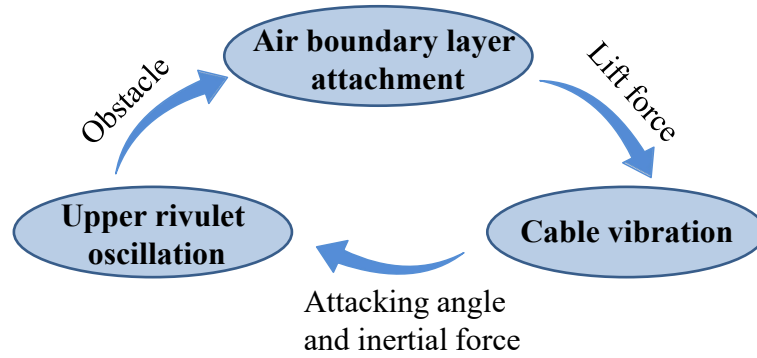 Air boundary layer
attachment
Obstacle
Lift force
Upper rivulet
oscillation
Cable vibration
Attacking angle
and inertial force